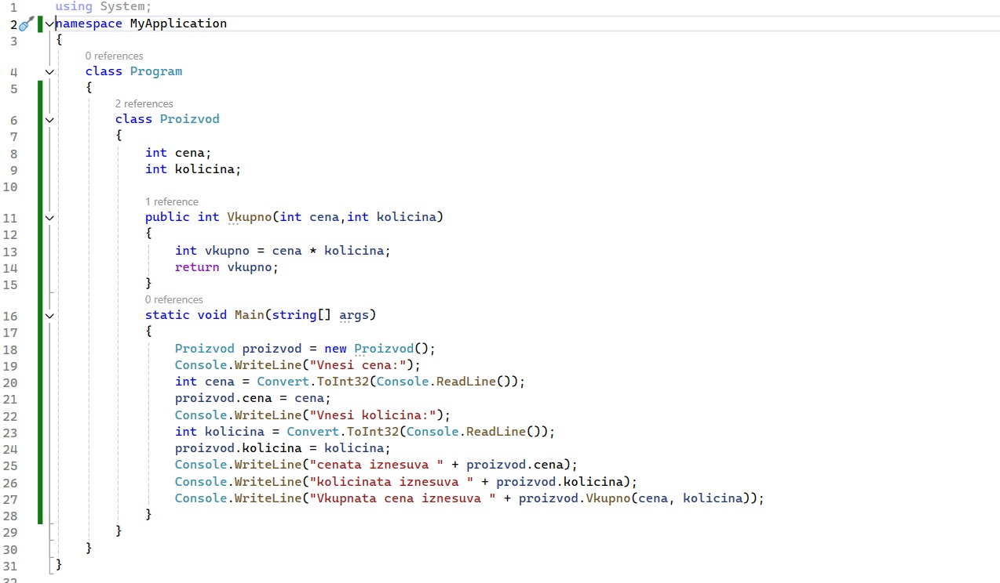 1 using System;
2 namespace MyApplication
3 {
0 references
4 class Program
5 {
2 references
6 class Proizvod
7 {
8 int cena;
9 int kolicina;
10
1 reference
11 public int Vkupno(int cena,int kolicina)
12 {
13 int vkupno = cena * kolicina;
14 return vkupno;
15 }
0 references
16 static void Main(string[] args)
17 {
18 Proizvod proizvod = new Proizvod();
19 Console.WriteLine("Vnesi cena:");
20 int cena = Convert.ToInt32(Console.ReadLine());
21 proizvod.cena = cena;
22 Console.WriteLine("Vnesi kolicina:");
23 int kolicina = Convert.ToInt32(Console.ReadLine());
24 proizvod.kolicina = kolicina;
25 Console.WriteLine("cenata iznesuva " + proizvod.cena);
26 Console.WriteLine("kolicinata iznesuva " + proizvod.kolicina);
27 Console.WriteLine("Vkupnata cena iznesuva " + proizvod.Vkupno(cena, kolicina));
28 }
29 }
30 }
31 }
32